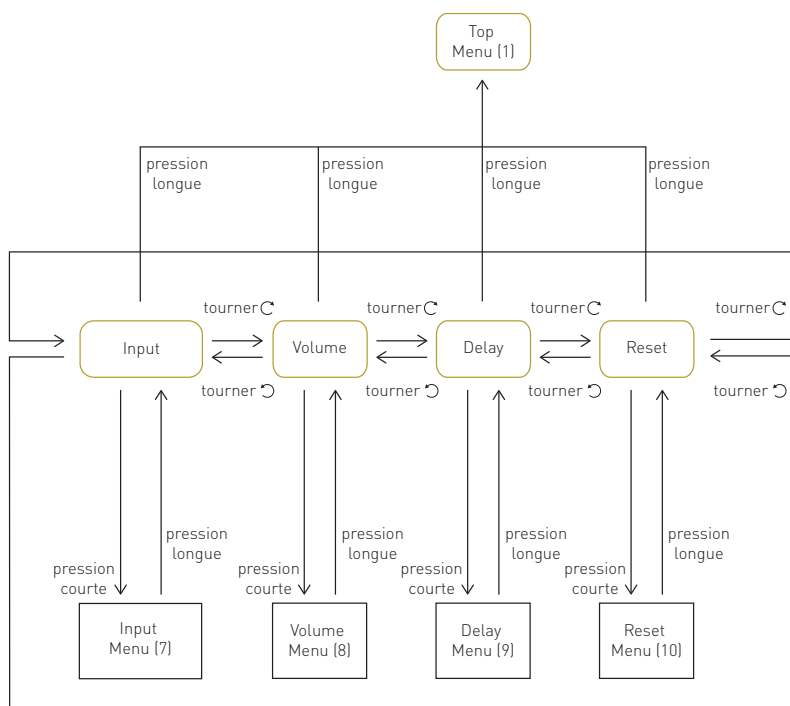 Top
Menu (1)
pression
longue
pression
longue
pression
longue
pression
longue
tourner
tourner
tourner
tourner
Input
Volume
Delay
Reset
tourner
tourner
tourner
tourner
pression
longue
pression
longue
pression
longue
pression
longue
pression
courte
pression
courte
pression
courte
pression
courte
Input
Menu (7)
Volume
Menu (8)
Delay
Menu (9)
Reset
Menu (10)